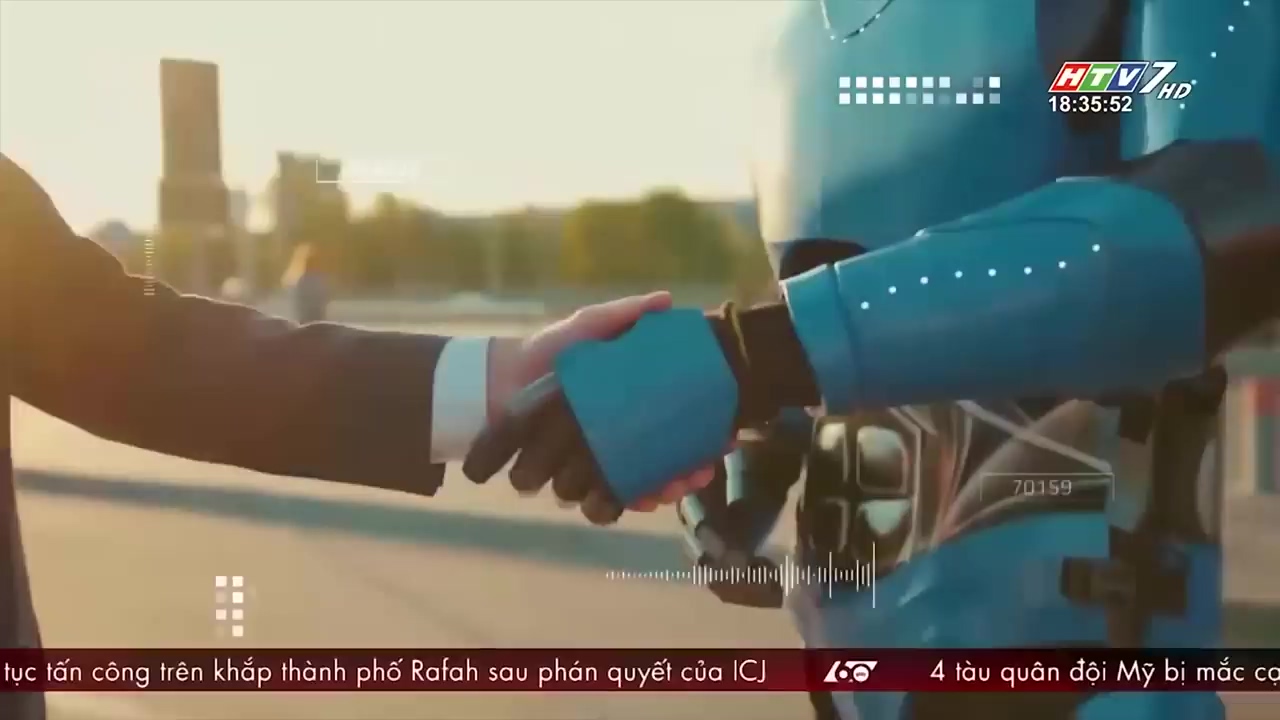 HTV7 HD
18:35:52
70159
tục tấn công trên khắp thành phố Rafah sau phán quyết của ICJ 60 4 tàu quân đội Mỹ bị mắc cạ